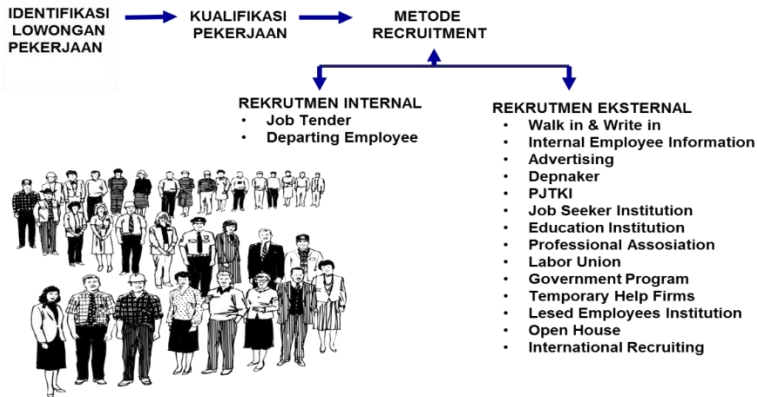 IDENTIFIKASI
LOWONGAN
PEKERJAAN
KUALIFIKASI
PEKERJAAN
METODE
RECRUITMENT
REKRUTMEN INTERNAL
• Job Tender
• Departing Employee
REKRUTMEN EKSTERNAL
• Walk in & Write in
• Internal Employee Information
• Advertising
• Depnaker
• PJTKI
• Job Seeker Institution
• Education Institution
• Professional Assosiation
• Labor Union
• Government Program
• Temporary Help Firms
• Lesed Employees Institution
• Open House
• International Recruiting